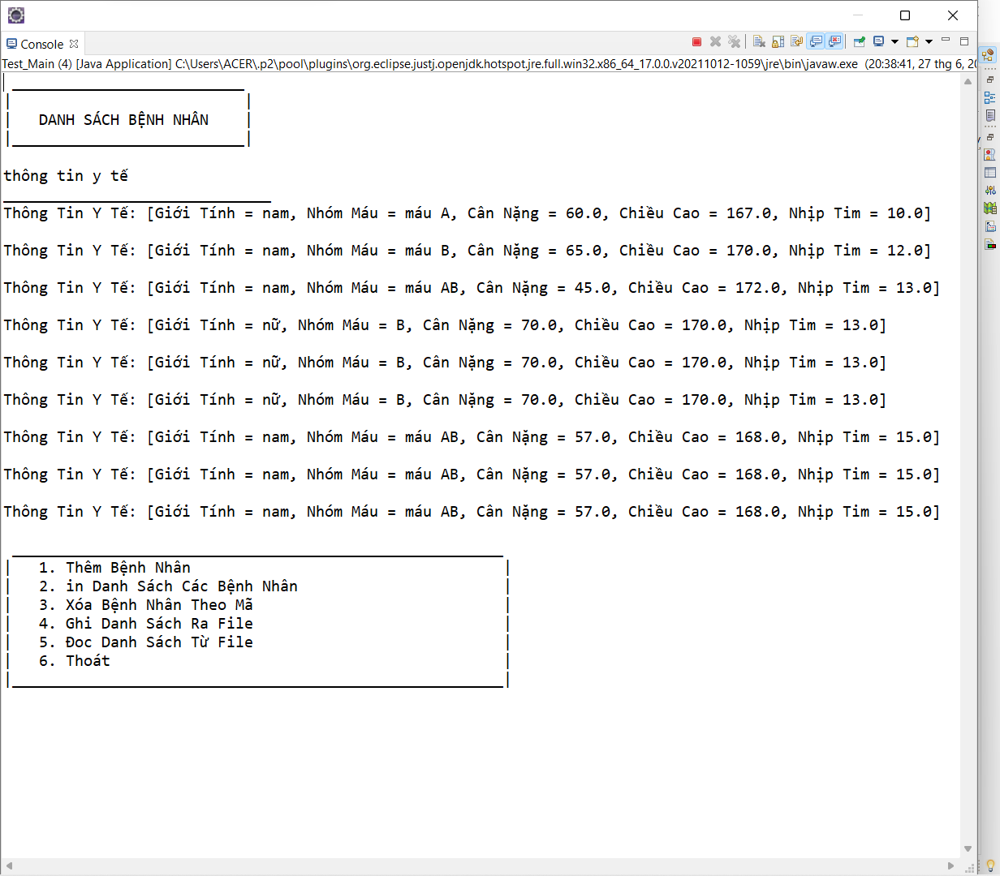 Console
Test_Main (4) [Java Application] C:\Users\ACER\.p2\pool\plugins\org.eclipse.justj.openjdk.hotspot.jre.full.win32.x86_64_17.0.0.v20211012-1059\jre\bin\javaw.exe (20:38:41, 27 thg 6, 20
DANH SÁCH BỆNH NHÂN
thông tin y tế
Thông Tin Y Tế: [Giới Tính = nam, Nhóm Máu = máu A, Cân Nặng = 60.0, Chiều Cao = 167.0, Nhịp Tim = 10.0]
Thông Tin Y Tế: [Giới Tính = nam, Nhóm Máu = máu B, Cân Nặng = 65.0, Chiều Cao = 170.0, Nhịp Tim = 12.0]
Thông Tin Y Tế: [Giới Tính = nam, Nhóm Máu = máu AB, Cân Nặng = 45.0, Chiều Cao = 172.0, Nhịp Tim = 13.0]
Thông Tin Y Tế: [Giới Tính = nữ, Nhóm Máu = B, Cân Nặng = 70.0, Chiều Cao = 170.0, Nhịp Tim = 13.0]
Thông Tin Y Tế: [Giới Tính = nữ, Nhóm Máu = B, Cân Nặng = 70.0, Chiều Cao = 170.0, Nhịp Tim = 13.0]
Thông Tin Y Tế: [Giới Tính = nữ, Nhóm Máu = B, Cân Nặng = 70.0, Chiều Cao = 170.0, Nhịp Tim = 13.0]
Thông Tin Y Tế: [Giới Tính = nam, Nhóm Máu = máu AB, Cân Nặng = 57.0, Chiều Cao = 168.0, Nhịp Tim = 15.0]
Thông Tin Y Tế: [Giới Tính = nam, Nhóm Máu = máu AB, Cân Nặng = 57.0, Chiều Cao = 168.0, Nhịp Tim = 15.0]
Thông Tin Y Tế: [Giới Tính = nam, Nhóm Máu = máu AB, Cân Nặng = 57.0, Chiều Cao = 168.0, Nhịp Tim = 15.0]
1. Thêm Bệnh Nhân
2. in Danh Sách Các Bệnh Nhân
3. Xóa Bệnh Nhân Theo Mã
4. Ghi Danh Sách Ra File
5. Đoc Danh Sách Từ File
6. Thoát